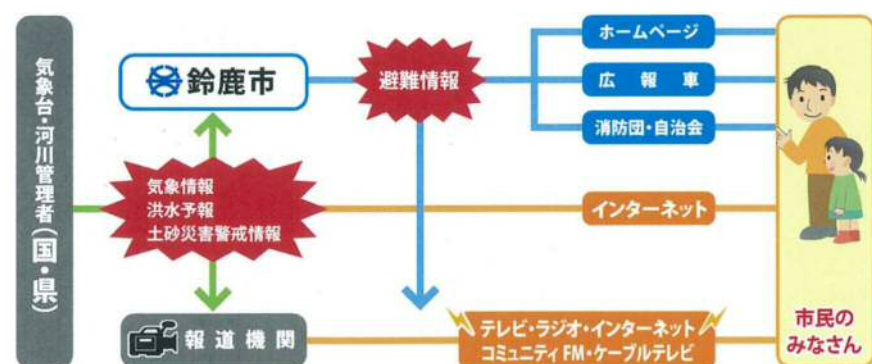 気象台・河川管理者(国・県)
鈴鹿市
避難情報
ホームページ
広報車
消防団・自治会
気象情報
洪水予報
土砂災害警戒情報
インターネット
報道機関
テレビ・ラジオ・インターネット
コミュニティFM・ケーブルテレビ
市民の
みなさん